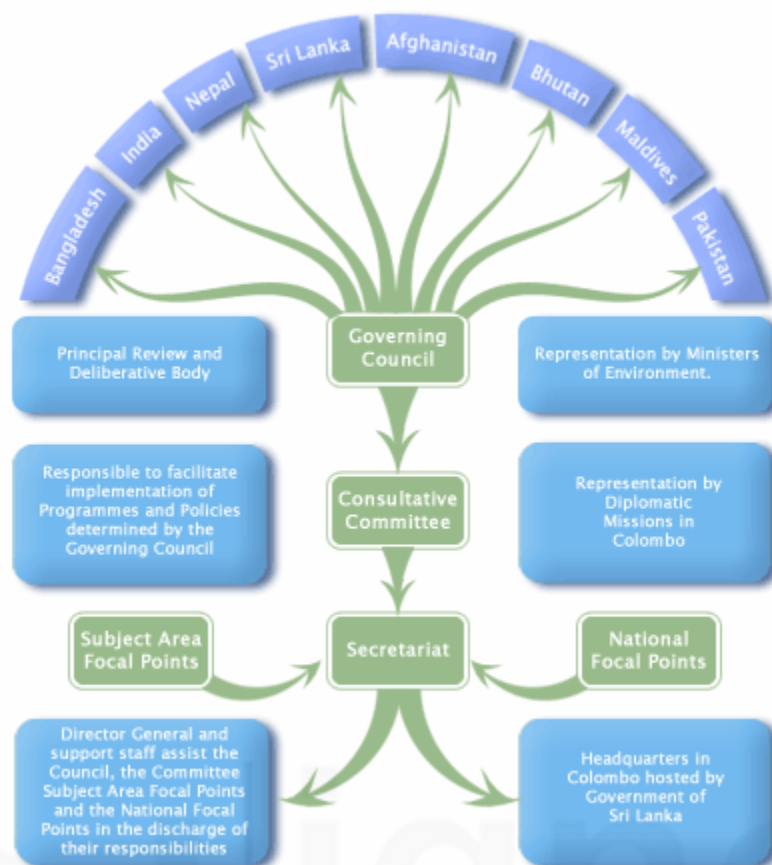 Bangladesh
India
Nepal
Sri Lanka
Afghanistan
Bhutan
Maldives
Pakistan
Principal Review and
Deliberative Body
Governing
Council
Representation by Ministers
of Environment.
Responsible to facilitate
implementation of
Programmes and Policies
determined by the
Governing Council
Consultative
Committee
Representation by
Diplomatic
Missions in
Colombo
Subject Area
Focal Points
Secretariat
National
Focal Points
Director General and
support staff assist the
Council, the Committee
Subject Area Focal Points
and the National Focal
Points in the discharge of
their responsibilities
Headquarters in
Colombo hosted by
Government of
Sri Lanka